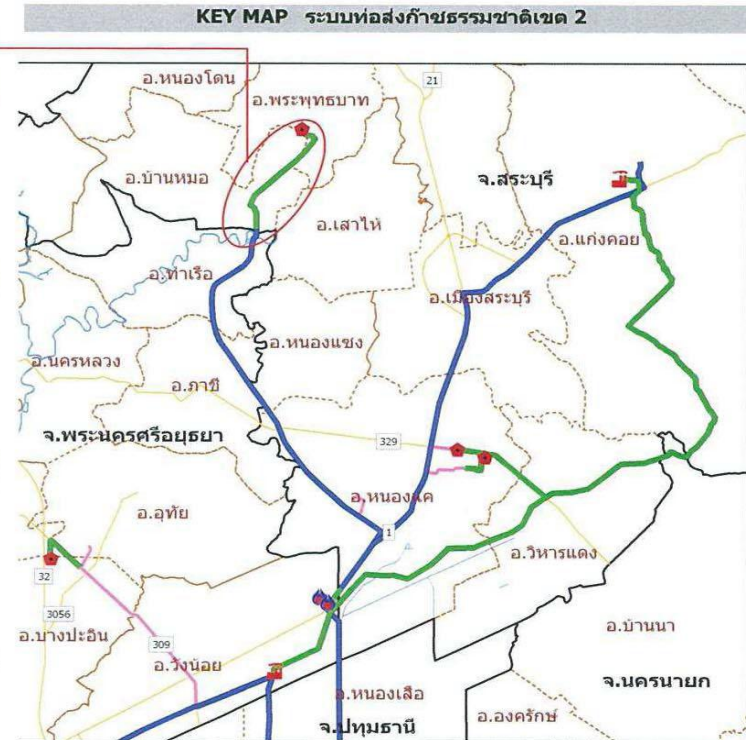 KEY MAP ระบบท่อส่งก๊าซธรรมชาติเขต 2
อ.หนองโดน
21
อ.พระพุทธบาท
อ.บ้านหมอ
จ.สระบุรี
อ.เสาไห้
อ.แก่งคอย
อ.ท่าเรือ
อ.เมืองสระบุรี
อ.หนองแซง
อ.นครหลวง
อ.ภาชี
จ.พระนครศรีอยุธยา
329
อ.หนองแค
อ.อุทัย
1
อ.วิหารแดง
32
3056
อ.บางปะอิน
309
อ.บ้านนา
อ.วังน้อย
อ.หนองเสือ
จ.นครนายก
อ.องครักษ์
จ.ปทุมธานี